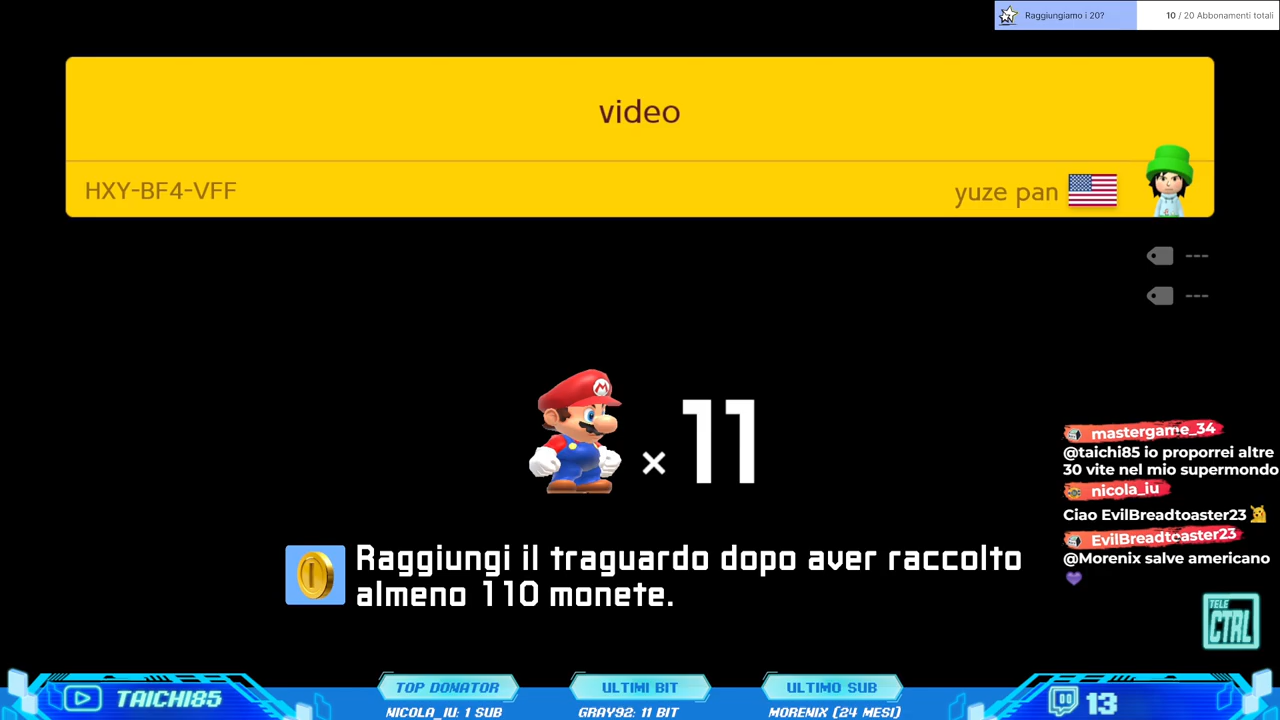 Raggiungiamo i 20?
10 / 20 Abbonamenti totali
video
HXY-BF4-VFF
yuze pan
---
---
× 11
Raggiungi il traguardo dopo aver raccolto
almeno 110 monete.
mastergame_34
@taichi85 io proporrei altre
30 vite nel mio supermondo
nicola_iu
Ciao EvilBreadtoaster23
EvilBreadtoaster23
@Morenix salve americano
TELE
CTRL
TAICHI85
TOP DONATOR
NICOLA_IU: 1 SUB
ULTIMI BIT
GRAY92: 11 BIT
ULTIMO SUB
MORENIX (24 MESI)
13